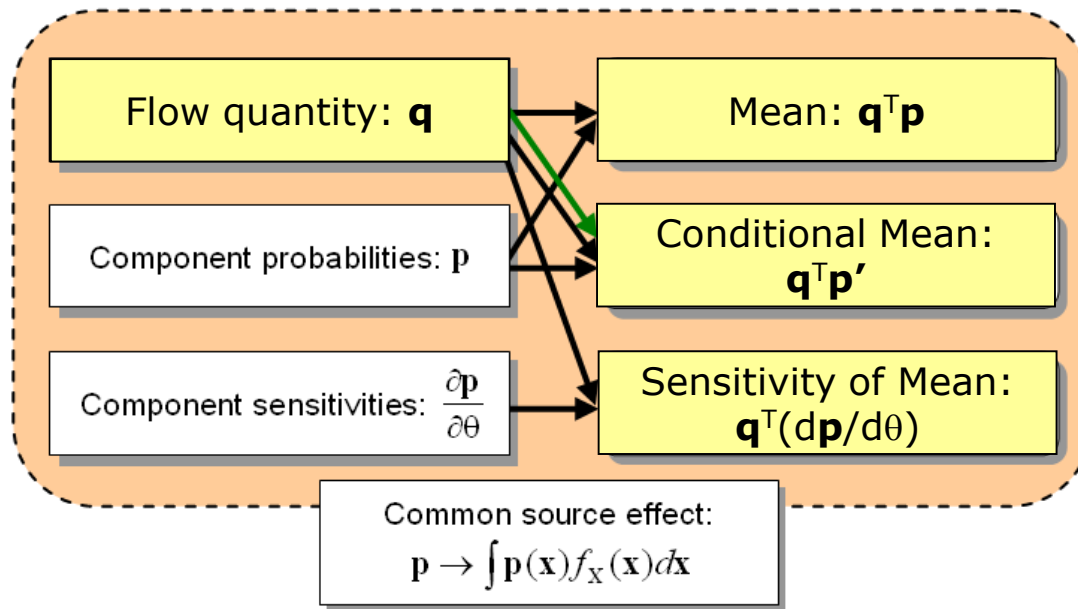 Flow quantity: q
Mean: qᵀp
Component probabilities: p
Conditional Mean:
qᵀp’
Component sensitivities: ∂p/∂θ
Sensitivity of Mean:
qᵀ(dp/dθ)
Common source effect:
p → ∫p(x)f_X(x)dx